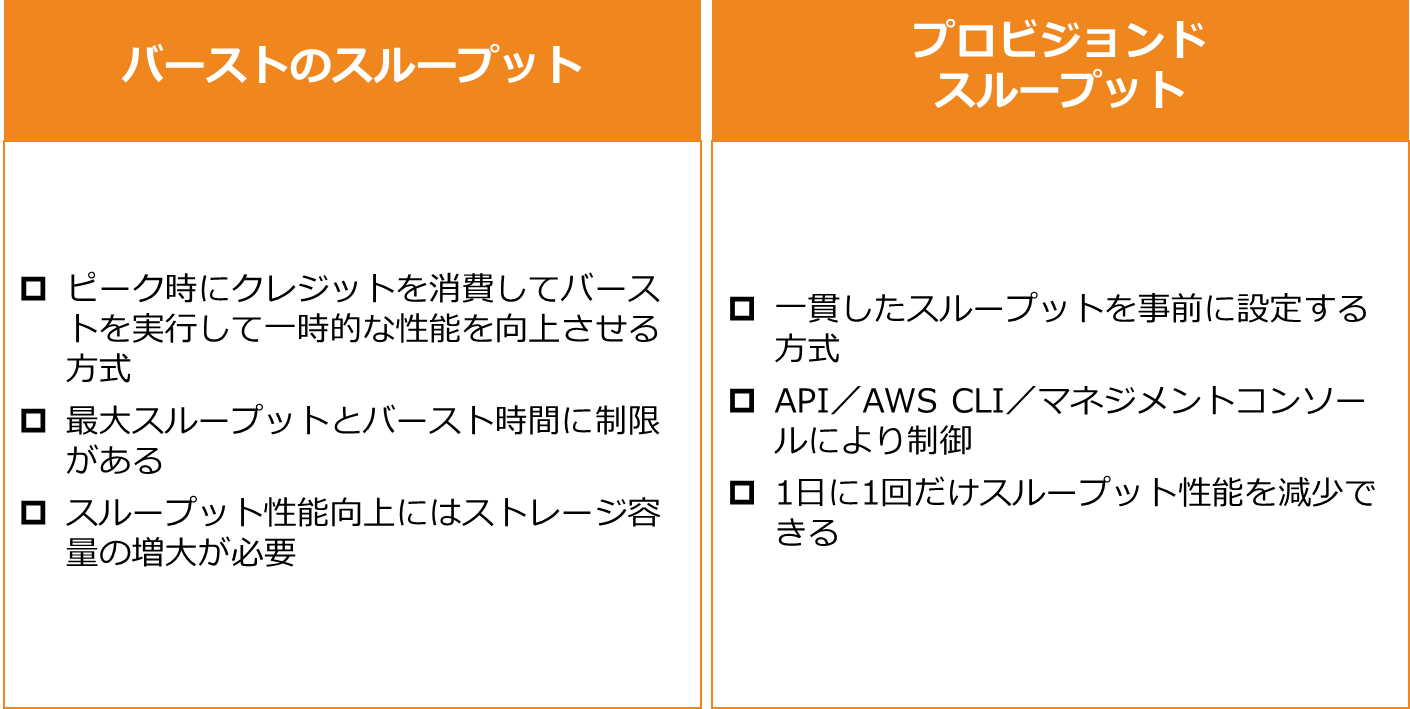 バーストのスループット
ピーク時にクレジットを消費してバース
トを実行して一時的な性能を向上させる
方式
最大スループットとバースト時間に制限
がある
スループット性能向上にはストレージ容
量の増大が必要
プロビジョンド
スループット
一貫したスループットを事前に設定する
方式
API／AWS CLI／マネジメントコンソー
ルにより制御
1日に1回だけスループット性能を減少で
きる